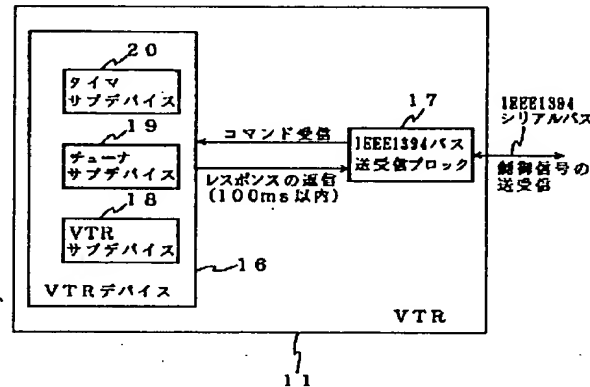 20
タイマ
サブデバイス
19
チューナ
サブデバイス
18
VTR
サブデバイス
16
VTRデバイス
コマンド受信
レスポンスの返信
(100ms以内)
17
IEEE1394バス
送受信ブロック
IEEE1394
シリアルバス
制御信号の
送受信
VTR
11